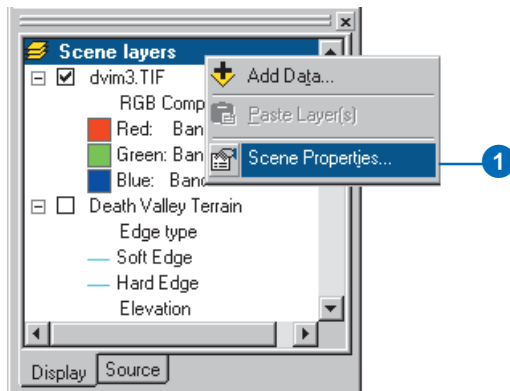 Scene layers
dvim3.TIF
RGB Comp
Red: Ban
Green: Ban
Blue: Band
Death Valley Terrain
Edge type
Soft Edge
Hard Edge
Elevation
Add Data...
Paste Layer(s)
Scene Properties...
1
Display Source